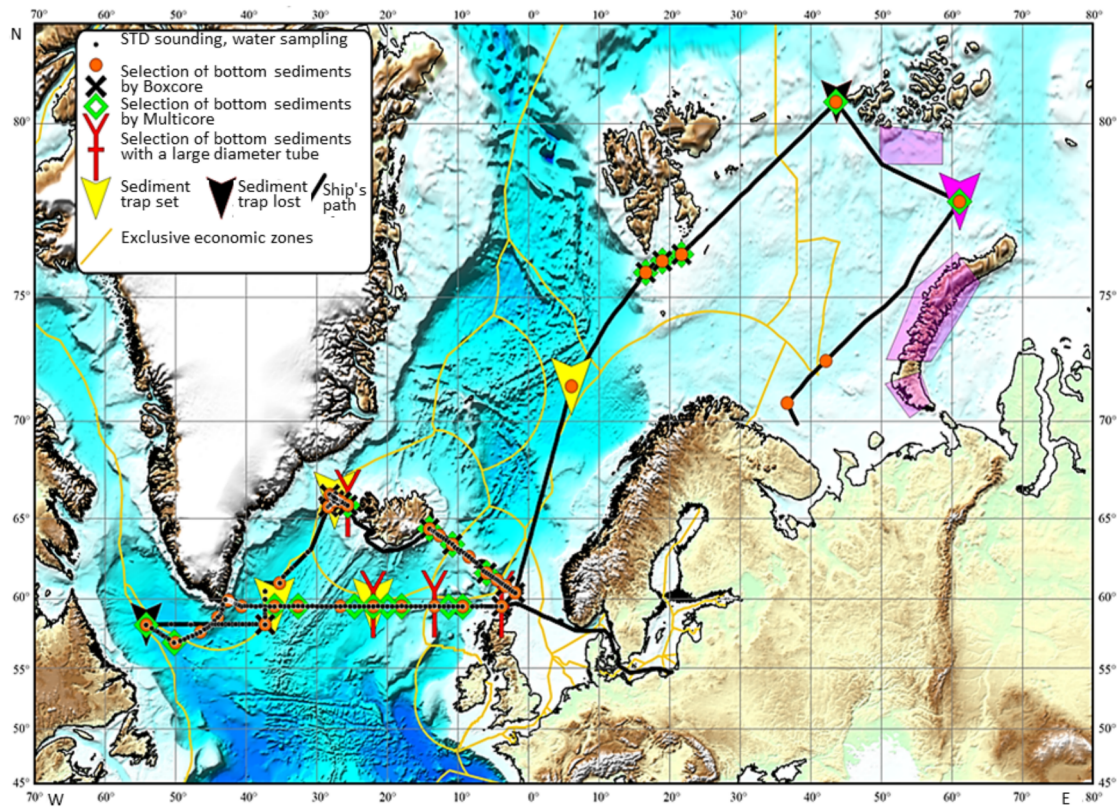 70° 60° 50° 40° 30° 20° 10° 0° 10° 20° 30° 40° 50° 60° 70° 80°
N
STD sounding, water sampling
Selection of bottom sediments
by Boxcore
Selection of bottom sediments
by Multicore
Selection of bottom sediments
with a large diameter tube
Sediment
trap set
Sediment
trap lost
Ship's
path
Exclusive economic zones
80° 80°
75° 75°
70° 70°
65° 65°
60° 60°
55° 55°
50° 50°
45° 45°
W 60° 50° 40° 30° 20° 10° 0° 10° 20° 30° 40° 50° 60° 70° E 80°